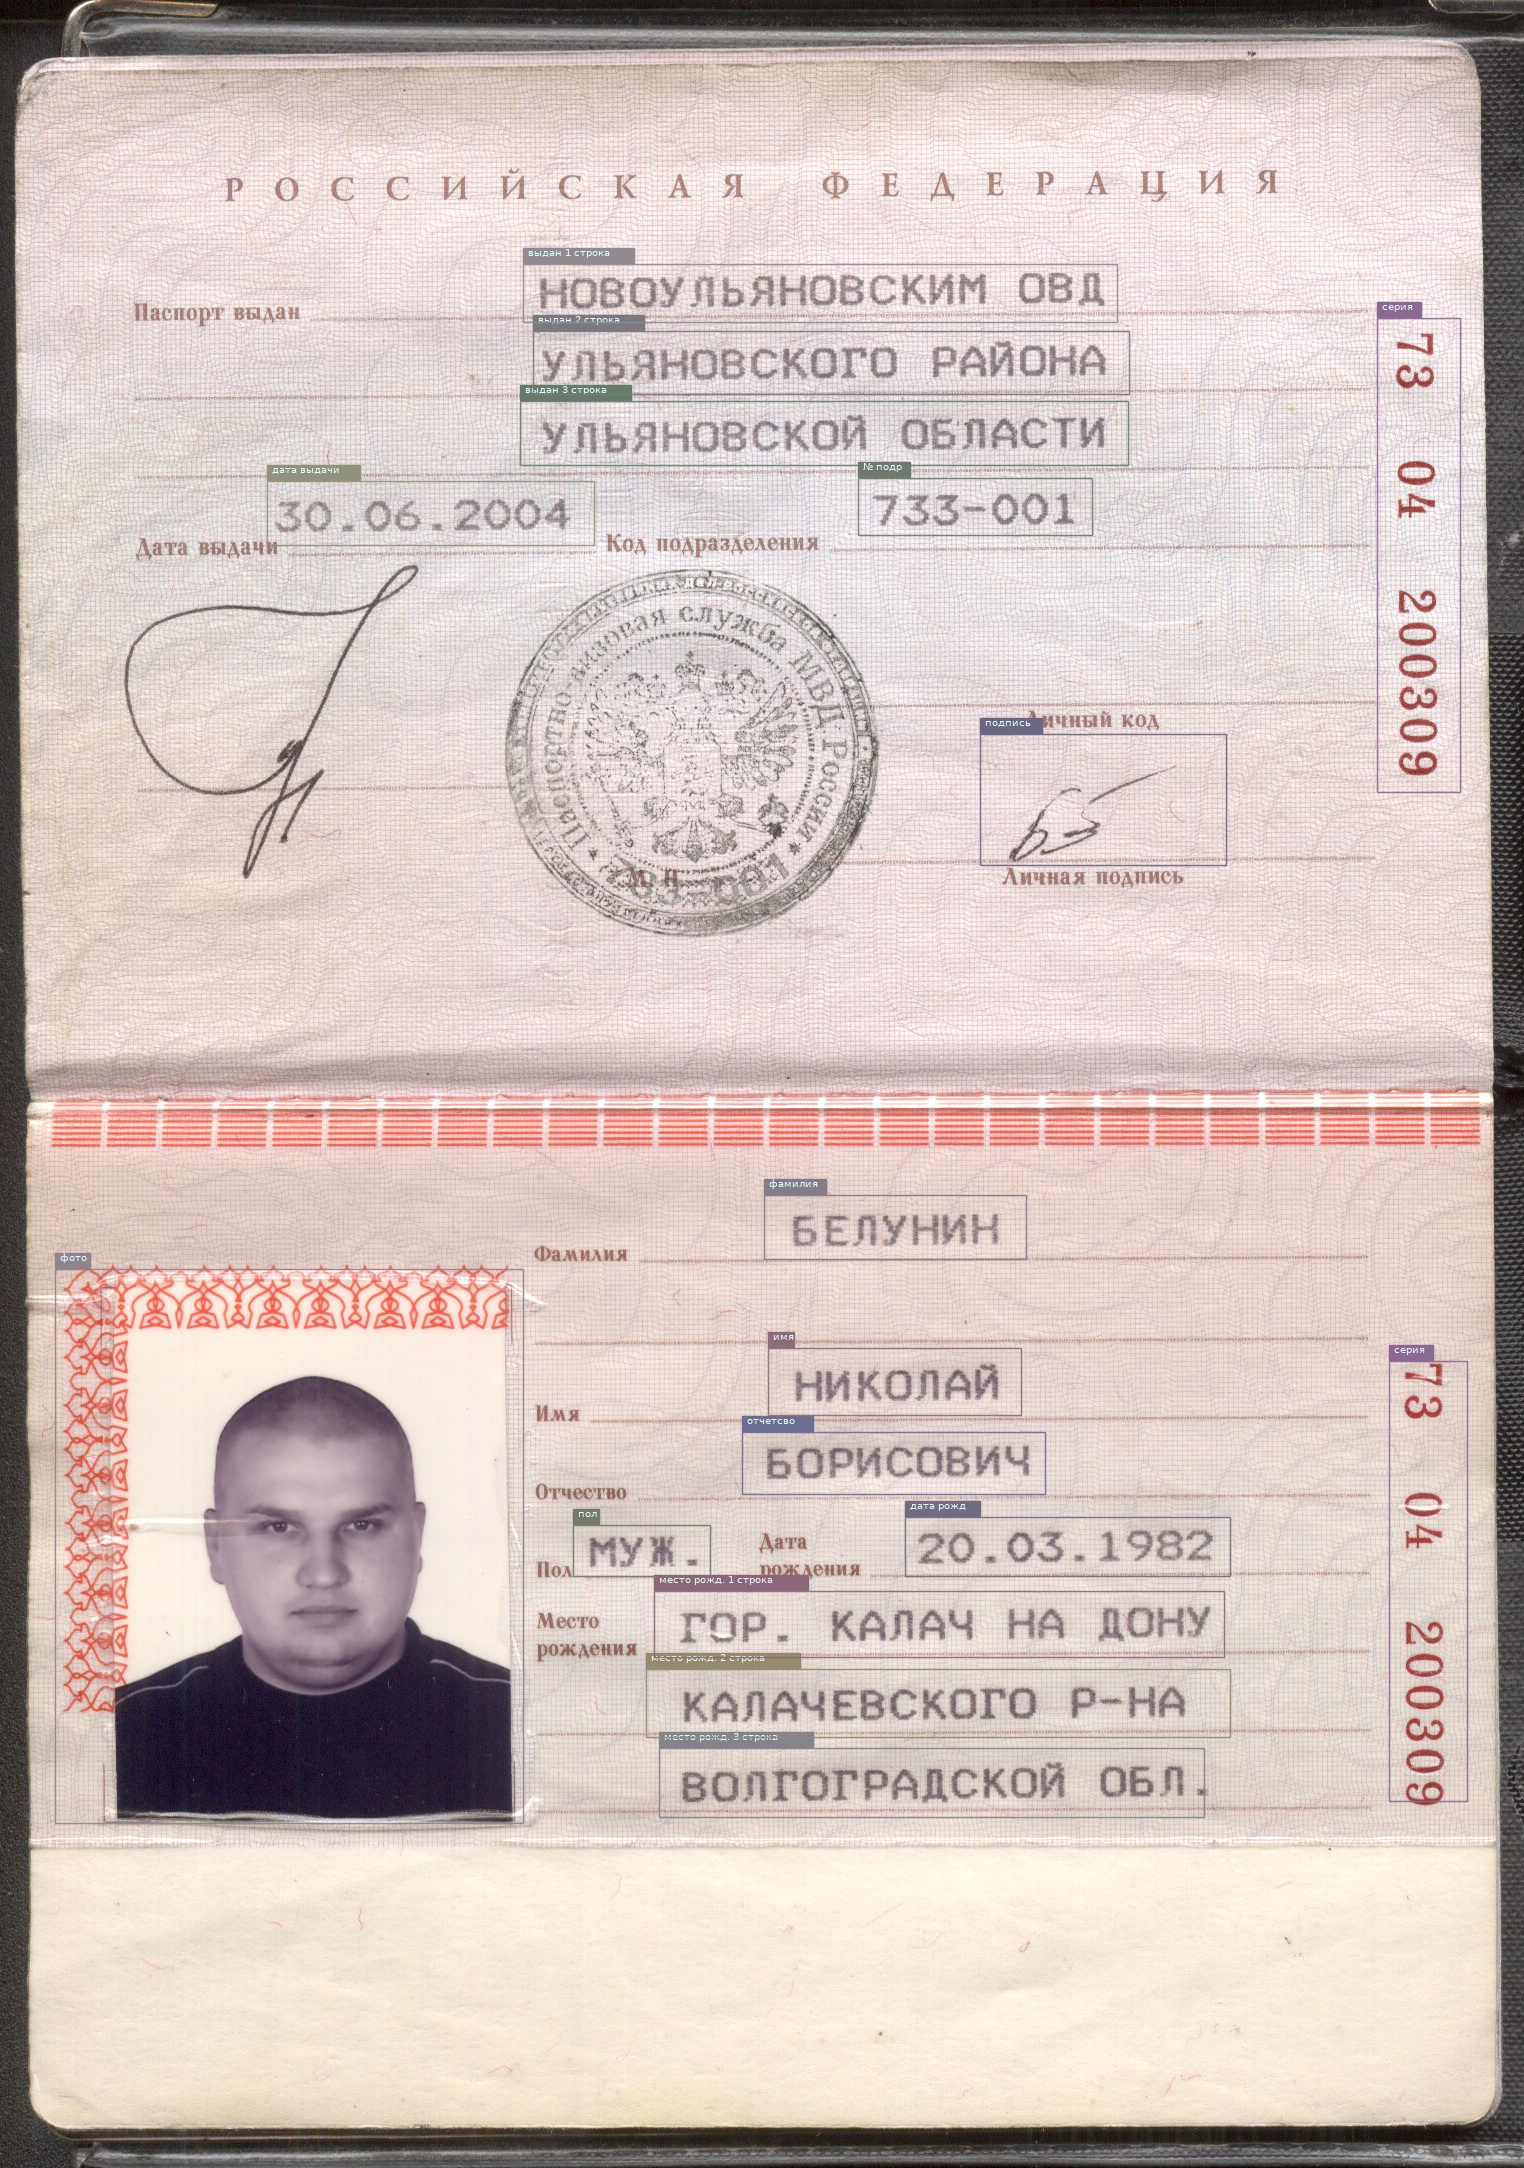 РОССИЙСКАЯ ФЕДЕРАЦИЯ
выдан 1 строка
Паспорт выдан НОВОУЛЬЯНОВСКИМ ОВД
выдан 2 строка
УЛЬЯНОВСКОГО РАЙОНА
выдан 3 строка
УЛЬЯНОВСКОЙ ОБЛАСТИ
дата выдачи № подр
Дата выдачи 30.06.2004 Код подразделения 733-001
серия
73 04 200309
Паспортно-визовая служба МВД России
733-001
М.П.
подпись
Личный код
Личная подпись
фамилия
Фамилия БЕЛУНИН
фото
имя
Имя НИКОЛАЙ
отчетсво
Отчество БОРИСОВИЧ
пол дата рожд
Пол МУЖ. Дата рождения 20.03.1982
место рожд. 1 строка
Место рождения ГОР. КАЛАЧ НА ДОНУ
место рожд. 2 строка
КАЛАЧЕВСКОГО Р-НА
место рожд. 3 строка
ВОЛГОГРАДСКОЙ ОБЛ.
серия
73 04 200309